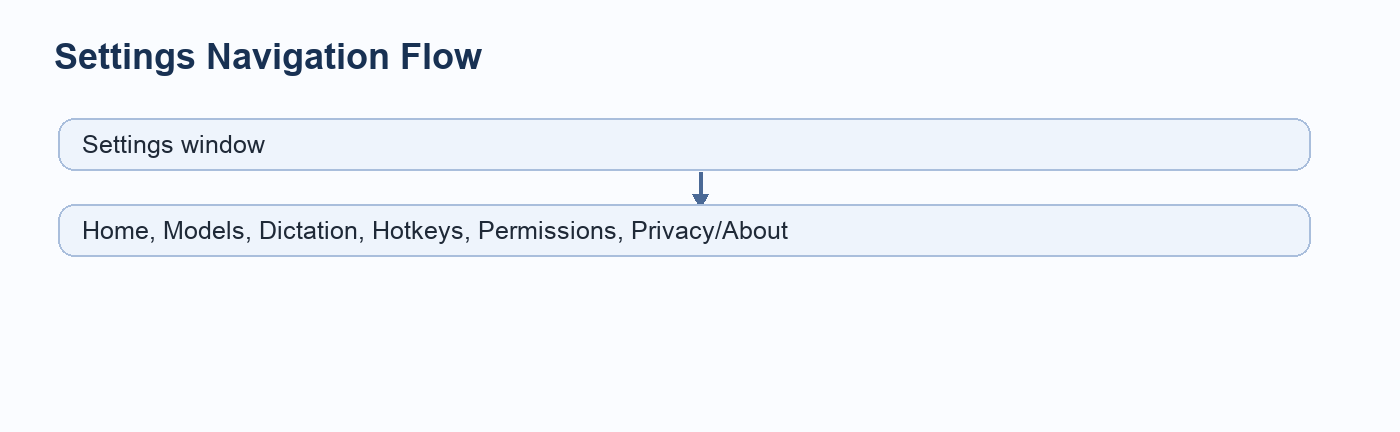 Settings Navigation Flow
Settings window
Home, Models, Dictation, Hotkeys, Permissions, Privacy/About